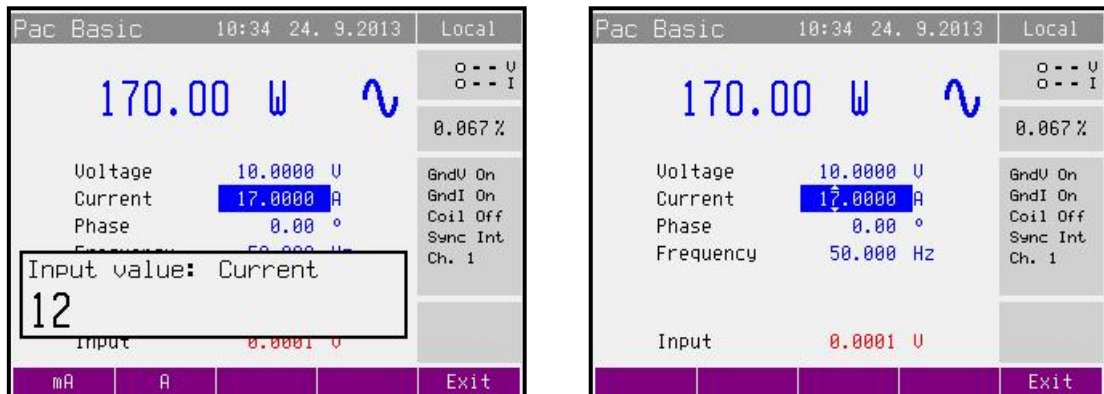 Pac Basic 10:34 24. 9.2013 Local
170.00 W
o - - V
o - - I
0.067 %
Voltage 10.0000 V
Current 17.0000 A
Phase 0.00 °
GndV On
GndI On
Coil Off
Sync Int
Ch. 1
Input value: Current
12
Input 0.0001 V
mA A Exit
Pac Basic 10:34 24. 9.2013 Local
170.00 W
o - - V
o - - I
0.067 %
Voltage 10.0000 V
Current 17.0000 A
Phase 0.00 °
Frequency 50.000 Hz
GndV On
GndI On
Coil Off
Sync Int
Ch. 1
Input 0.0001 V
Exit